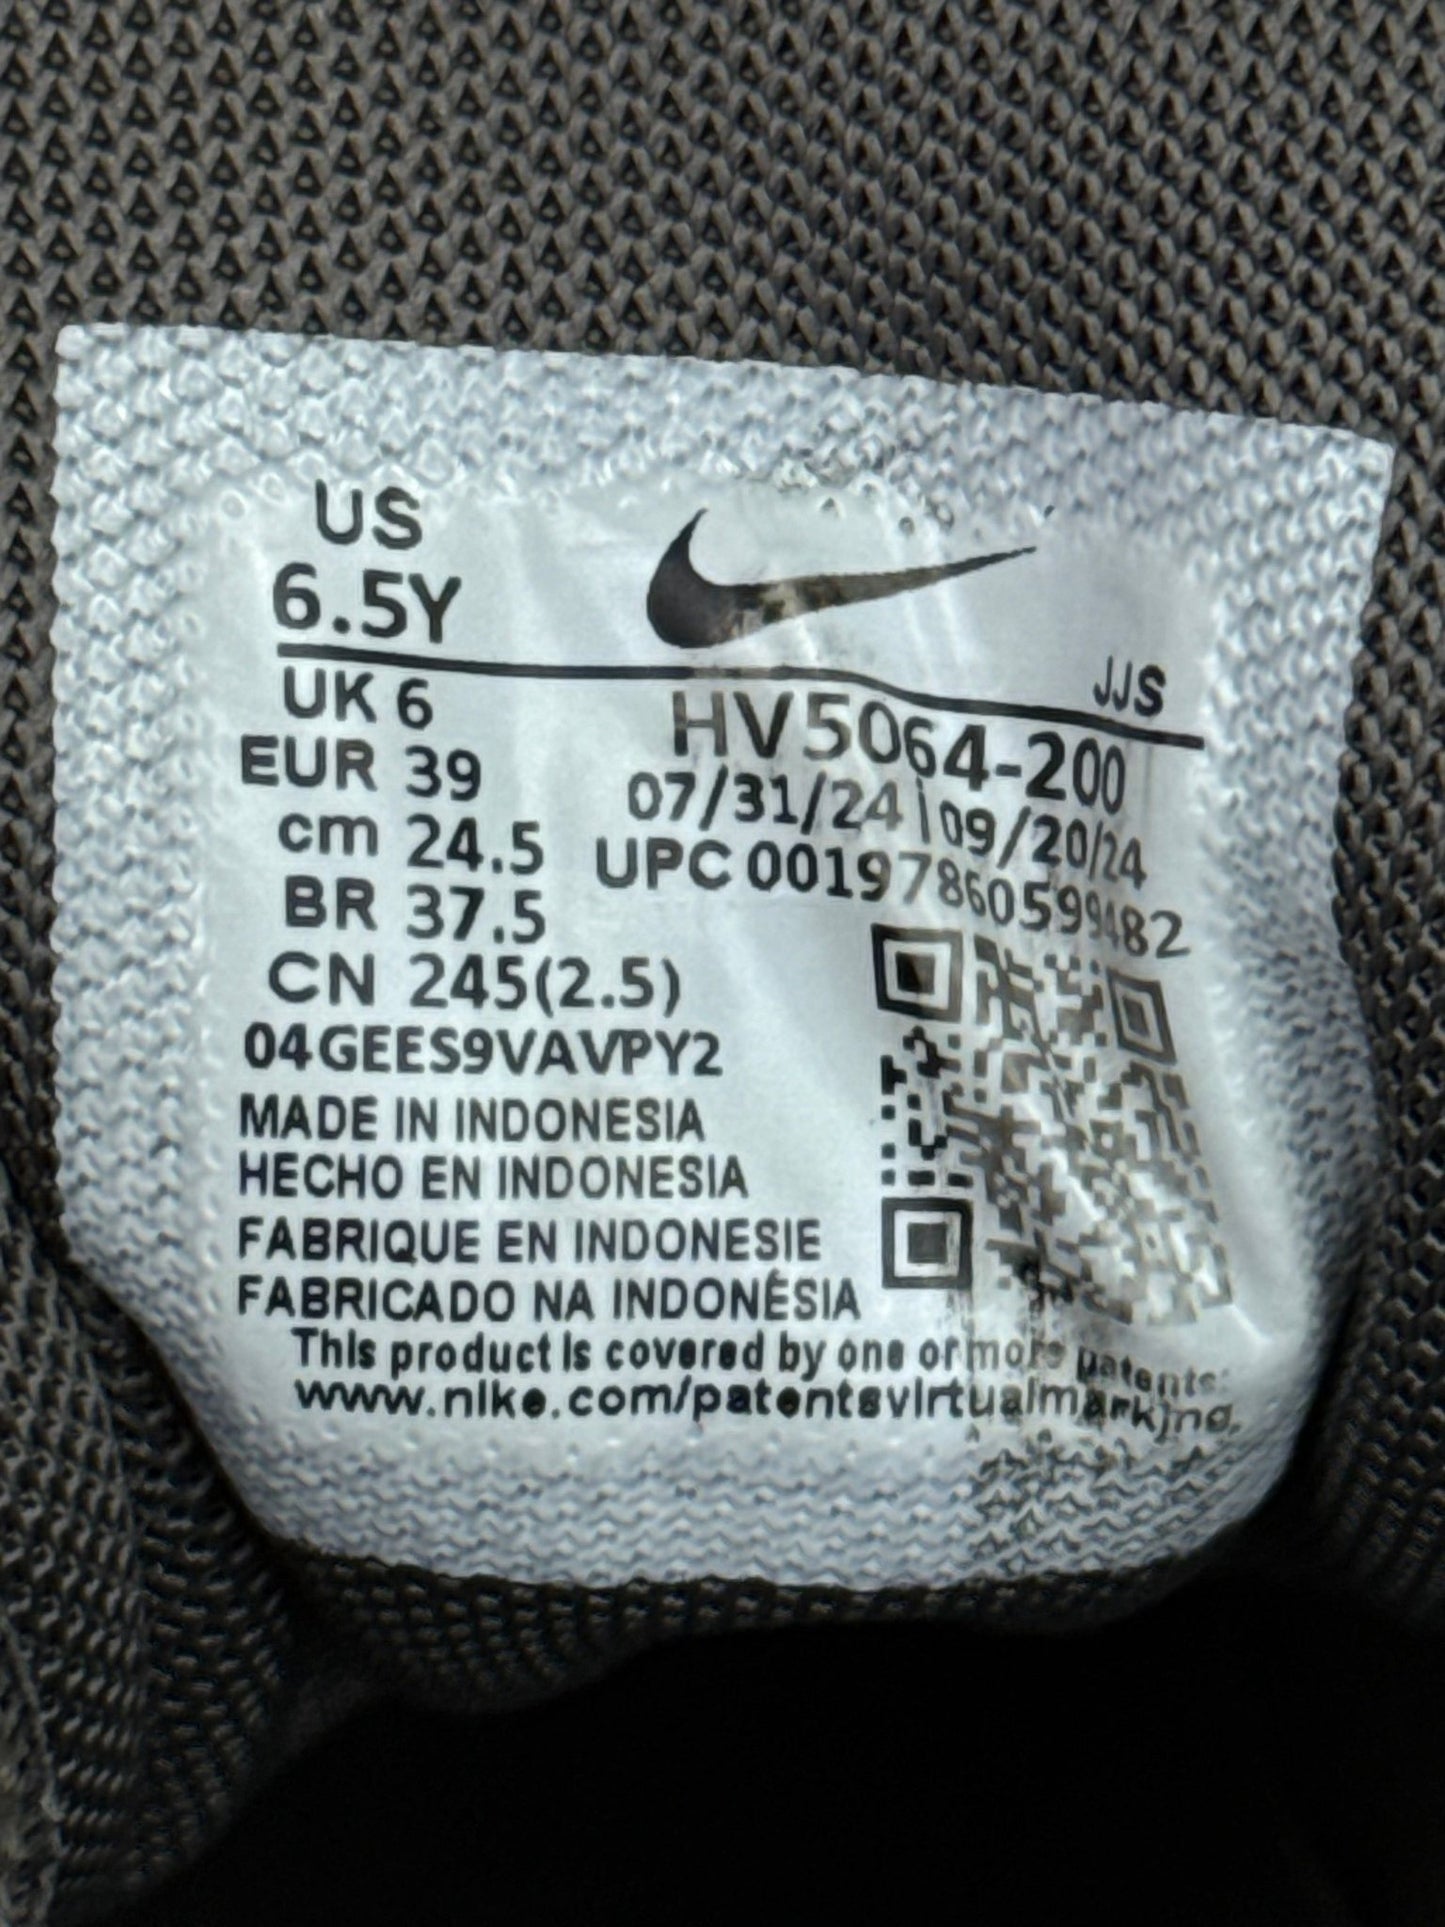 US
6.5Y
JJS
UK 6
EUR 39
cm 24.5
BR 37.5
CN 245(2.5)
HV5064-200
07/31/24 | 09/20/24
UPC 00197860599482
04GEES9VAVPY2
MADE IN INDONESIA
HECHO EN INDONESIA
FABRIQUE EN INDONESIE
FABRICADO NA INDONÉSIA
This product is covered by one or more patents:
www.nike.com/patentsvirtualmarking.